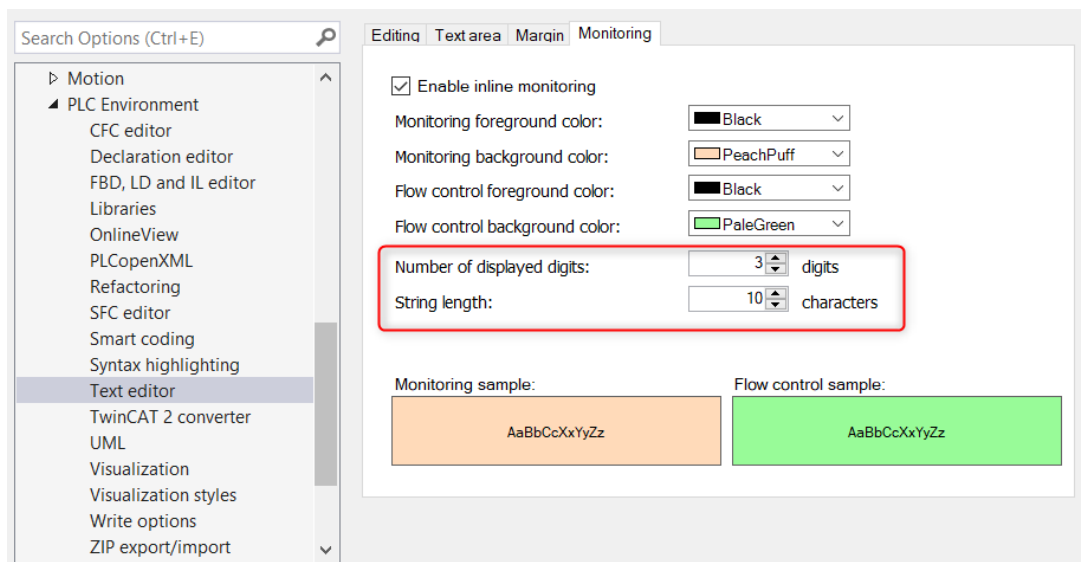 Search Options (Ctrl+E)
Motion
PLC Environment
CFC editor
Declaration editor
FBD, LD and IL editor
Libraries
OnlineView
PLCopenXML
Refactoring
SFC editor
Smart coding
Syntax highlighting
Text editor
TwinCAT 2 converter
UML
Visualization
Visualization styles
Write options
ZIP export/import
Editing Text area Margin Monitoring
Enable inline monitoring
Monitoring foreground color: Black
Monitoring background color: PeachPuff
Flow control foreground color: Black
Flow control background color: PaleGreen
Number of displayed digits: 3 digits
String length: 10 characters
Monitoring sample: Flow control sample:
AaBbCcXxYyZz AaBbCcXxYyZz